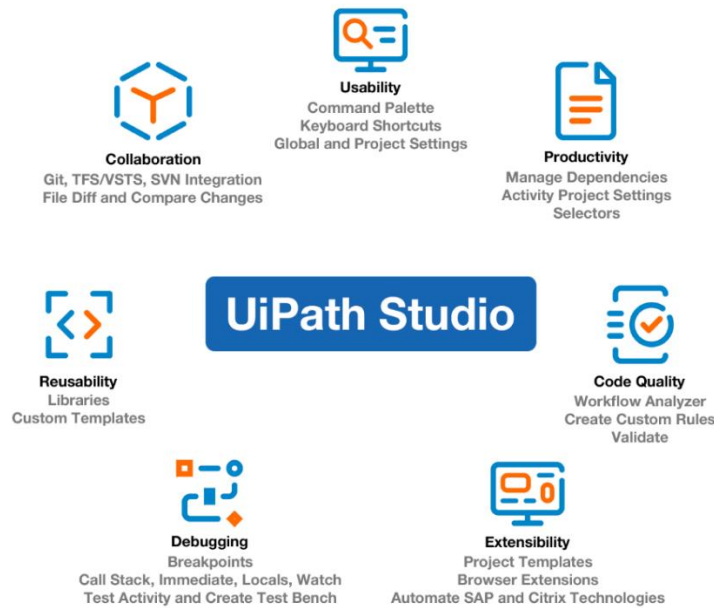 Usability
Command Palette
Keyboard Shortcuts
Global and Project Settings
Collaboration
Git, TFS/VSTS, SVN Integration
File Diff and Compare Changes
Productivity
Manage Dependencies
Activity Project Settings
Selectors
UiPath Studio
Reusability
Libraries
Custom Templates
Code Quality
Workflow Analyzer
Create Custom Rules
Validate
Debugging
Breakpoints
Call Stack, Immediate, Locals, Watch
Test Activity and Create Test Bench
Extensibility
Project Templates
Browser Extensions
Automate SAP and Citrix Technologies